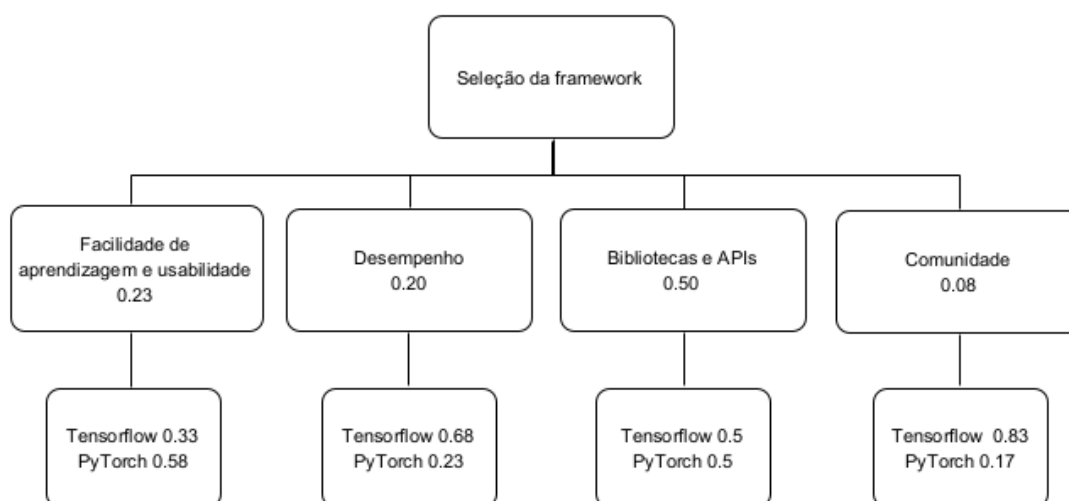 Seleção da framework
Facilidade de
aprendizagem e usabilidade
0.23
Desempenho
0.20
Bibliotecas e APIs
0.50
Comunidade
0.08
Tensorflow 0.33
PyTorch 0.58
Tensorflow 0.68
PyTorch 0.23
Tensorflow 0.5
PyTorch 0.5
Tensorflow 0.83
PyTorch 0.17